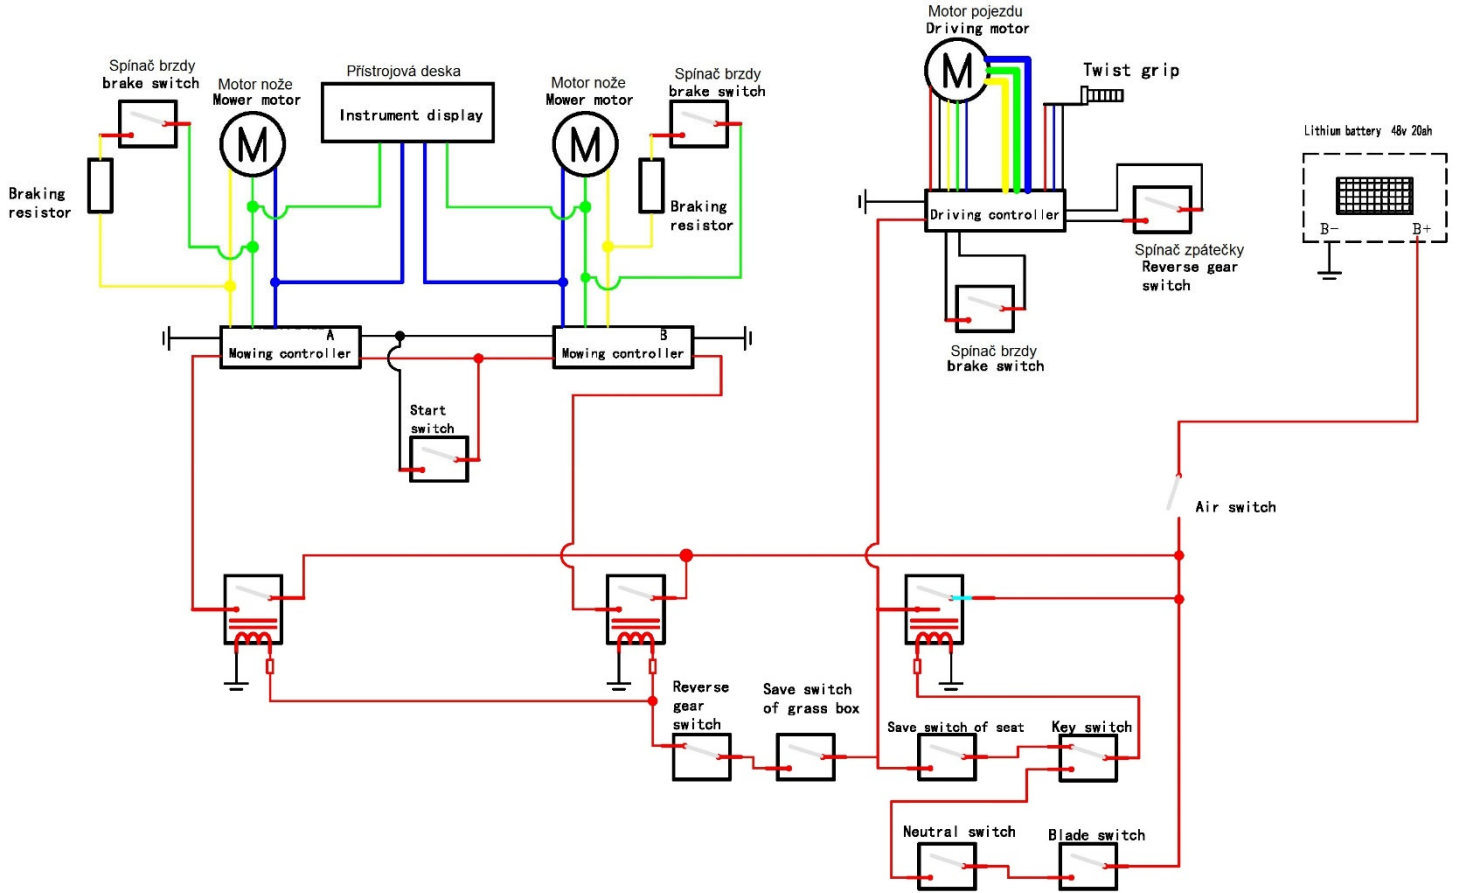 Motor pojezdu
Driving motor
Spínač brzdy
brake switch
Motor nože
Mower motor
Přístrojová deska
Instrument display
Motor nože
Mower motor
Spínač brzdy
brake switch
Twist grip
Lithium battery 48v 20ah
M
M
M
B-
B+
Braking
resistor
Braking
resistor
Driving controller
Spínač zpátečky
Reverse gear
switch
A
Mowing controller
B
Mowing controller
Spínač brzdy
brake switch
Start
switch
Air switch
Reverse
gear
switch
Save switch
of grass box
Save switch of seat
Key switch
Neutral switch
Blade switch